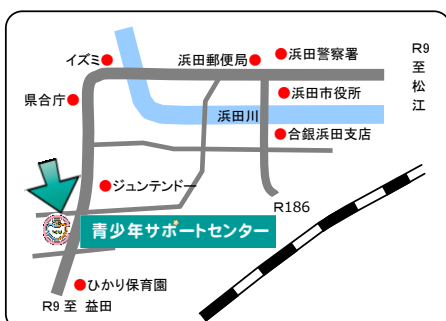 イズミ
浜田郵便局
浜田警察署
R9
至
松
江
県合庁
浜田市役所
浜田川
合銀浜田支店
ジュンテンドー
R186
青少年サポートセンター
ひかり保育園
R9 至 益田